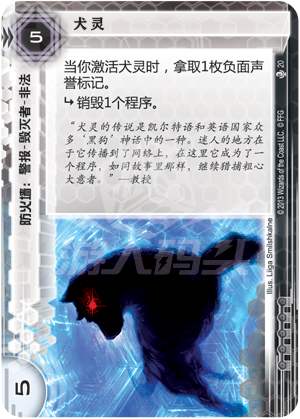 5
犬灵
当你激活犬灵时，拿取1枚负面声
誉标记。
↳销毁1个程序。
“犬灵的传说是凯尔特语和英语国家众
多‘黑狗’神话中的一种。迷人的地方在
于它传播到了网络上，在这里它成为了一
个程序，如同故事里那样，继续猎捕粗心
大意者。”—教授
防火墙：警报-毁灭者-非法
20
©2013 Wizards of the Coast LLC. ©FFG
Illus. Liiga Smilshkalne
游人码头
5